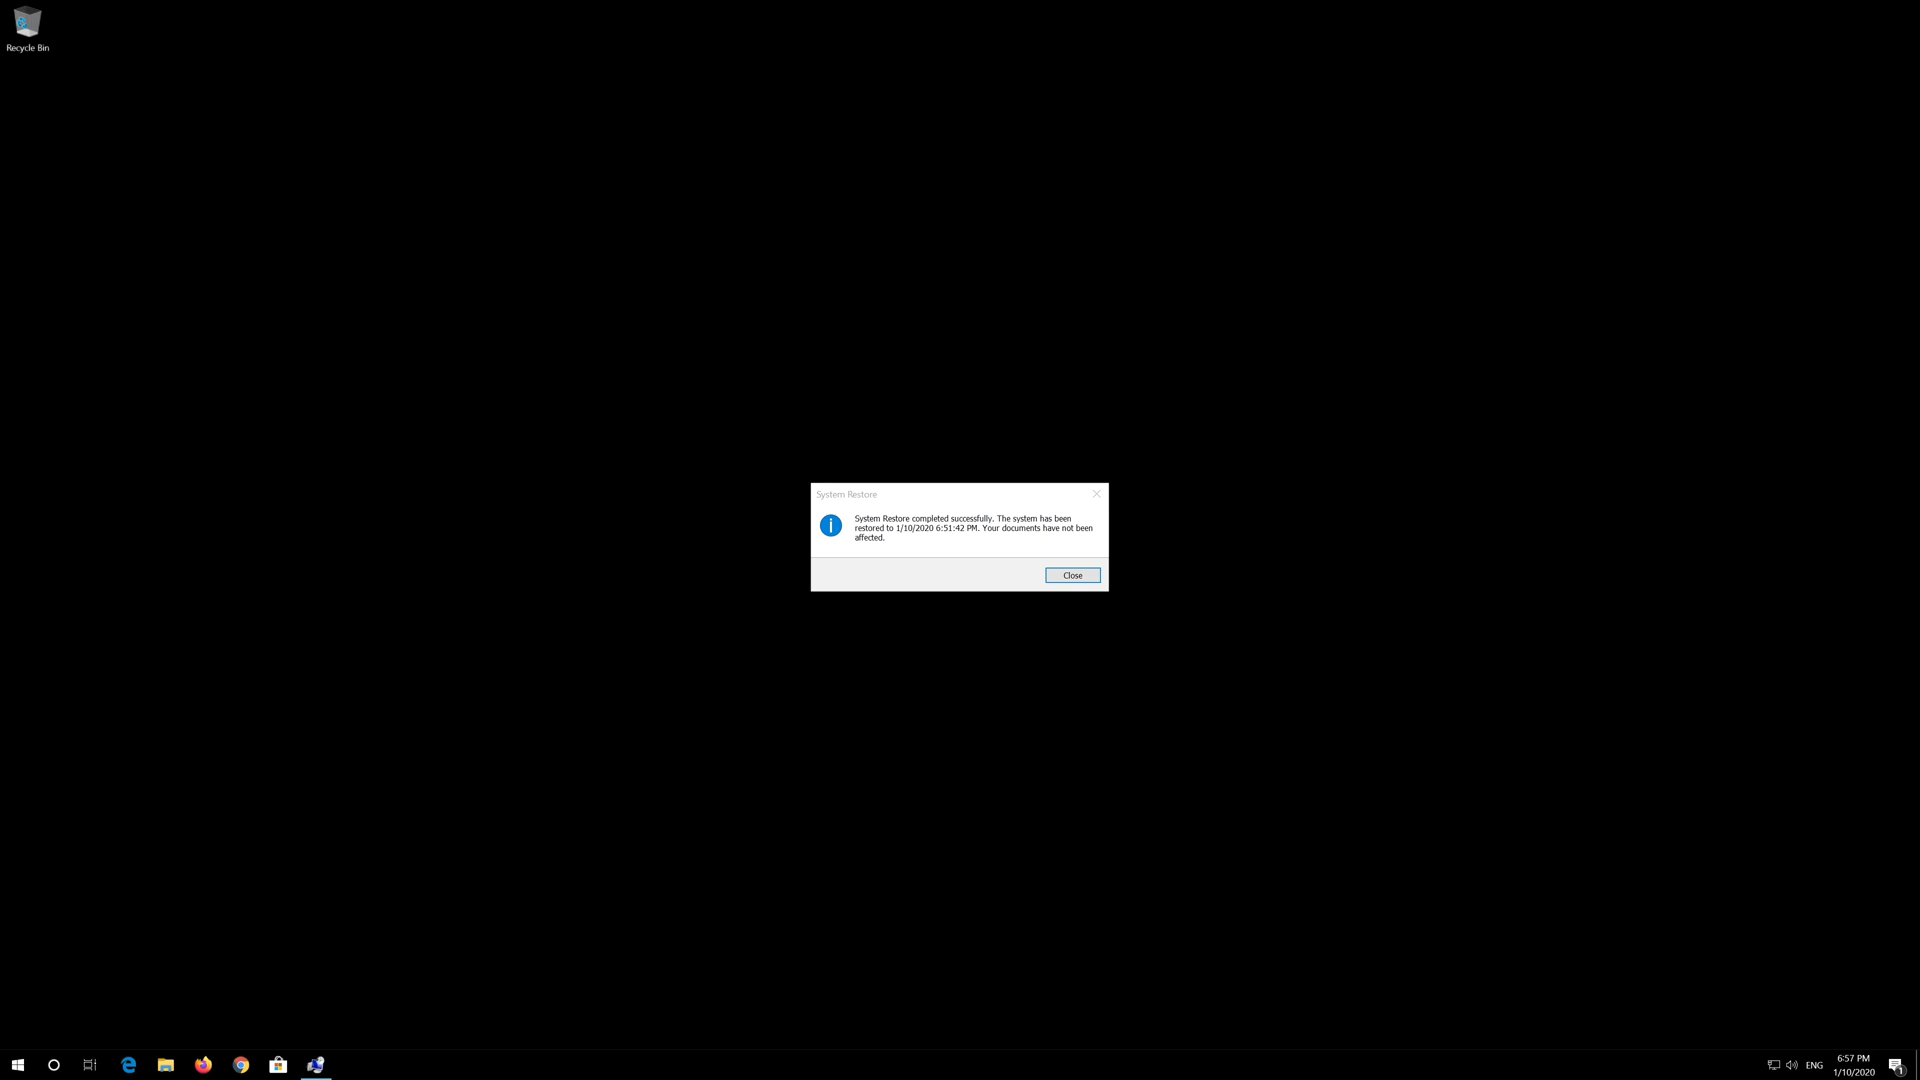 Recycle Bin
System Restore
System Restore completed successfully. The system has been
restored to 1/10/2020 6:51:42 PM. Your documents have not been
affected.
Close
ENG
6:57 PM
1/10/2020
1